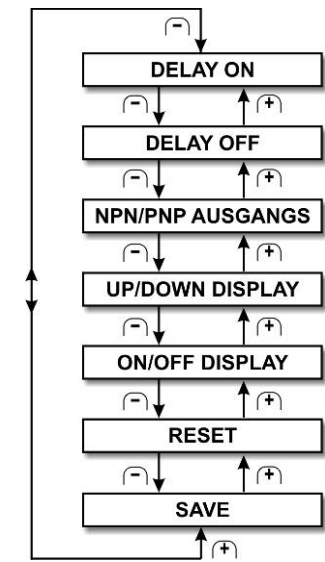 -
DELAY ON
- +
DELAY OFF
- +
NPN/PNP AUSGANGS
- +
UP/DOWN DISPLAY
- +
ON/OFF DISPLAY
- +
RESET
- +
SAVE
+